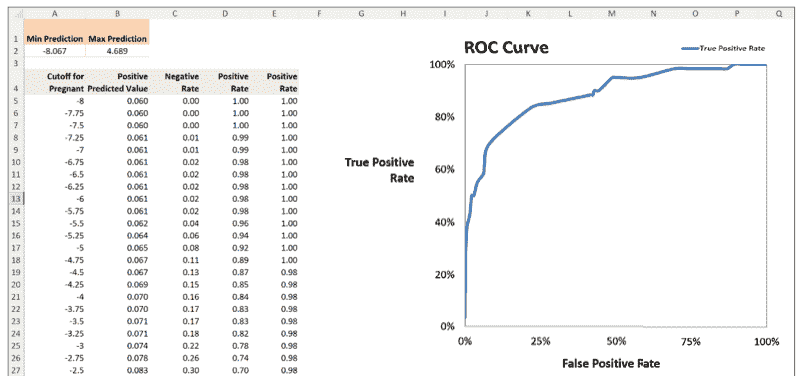 A B C D E F G H I J K L M N O P Q
1 Min Prediction Max Prediction
2 -8.067 4.689
3
Cutoff for Positive Negative Positive Positive
4 Pregnant Predicted Value Rate Rate Rate
5 -8 0.060 0.00 1.00 1.00
6 -7.75 0.060 0.00 1.00 1.00
7 -7.5 0.060 0.00 1.00 1.00
8 -7.25 0.061 0.01 0.99 1.00
9 -7 0.061 0.01 0.99 1.00
10 -6.75 0.061 0.02 0.98 1.00
11 -6.5 0.061 0.02 0.98 1.00
12 -6.25 0.061 0.02 0.98 1.00
13 -6 0.061 0.02 0.98 1.00
14 -5.75 0.061 0.02 0.98 1.00
15 -5.5 0.062 0.04 0.96 1.00
16 -5.25 0.064 0.06 0.94 1.00
17 -5 0.065 0.08 0.92 1.00
18 -4.75 0.067 0.11 0.89 1.00
19 -4.5 0.067 0.13 0.87 0.98
20 -4.25 0.069 0.15 0.85 0.98
21 -4 0.070 0.16 0.84 0.98
22 -3.75 0.070 0.17 0.83 0.98
23 -3.5 0.071 0.17 0.83 0.98
24 -3.25 0.071 0.18 0.82 0.98
25 -3 0.074 0.22 0.78 0.98
26 -2.75 0.078 0.26 0.74 0.98
27 -2.5 0.083 0.30 0.70 0.98
ROC Curve
True Positive Rate
100%
80%
60%
40%
20%
0%
True Positive
Rate
0% 25% 50% 75% 100%
False Positive Fate